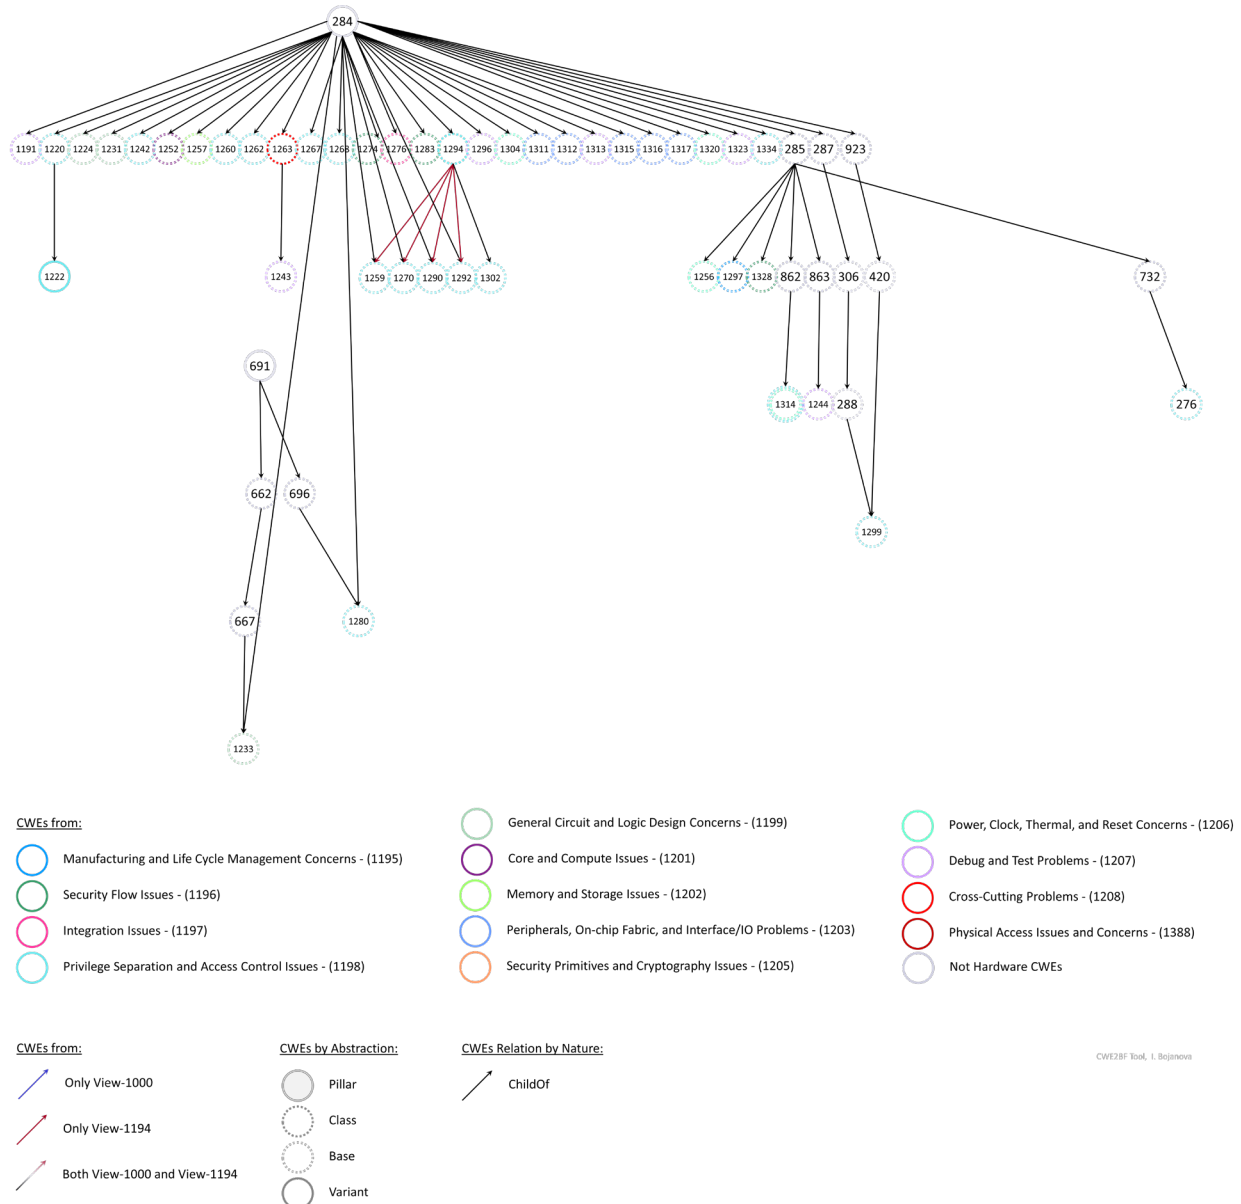 284
1191 1220 1224 1231 1242 1252 1257 1260 1262 1263 1267 1268 1274 1276 1283 1294 1296 1304 1311 1312 1313 1315 1316 1317 1320 1323 1334 285 287 923
1222 1243 1259 1270 1290 1292 1302 1256 1297 1328 862 863 306 420 732
691
1314 1244 288 276
662 696
1299
667 1280
1233
CWEs from:
Manufacturing and Life Cycle Management Concerns - (1195)
Security Flow Issues - (1196)
Integration Issues - (1197)
Privilege Separation and Access Control Issues - (1198)
General Circuit and Logic Design Concerns - (1199)
Core and Compute Issues - (1201)
Memory and Storage Issues - (1202)
Peripherals, On-chip Fabric, and Interface/IO Problems - (1203)
Security Primitives and Cryptography Issues - (1205)
Power, Clock, Thermal, and Reset Concerns - (1206)
Debug and Test Problems - (1207)
Cross-Cutting Problems - (1208)
Physical Access Issues and Concerns - (1388)
Not Hardware CWEs
CWEs from:
Only View-1000
Only View-1194
Both View-1000 and View-1194
CWEs by Abstraction:
Pillar
Class
Base
Variant
CWEs Relation by Nature:
ChildOf
CWE2BF Tool, I. Bojanova